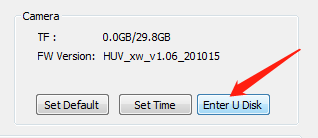 Camera
TF : 0.0GB/29.8GB
FW Version: HUV_xw_v1.06_201015
Set Default Set Time Enter U Disk